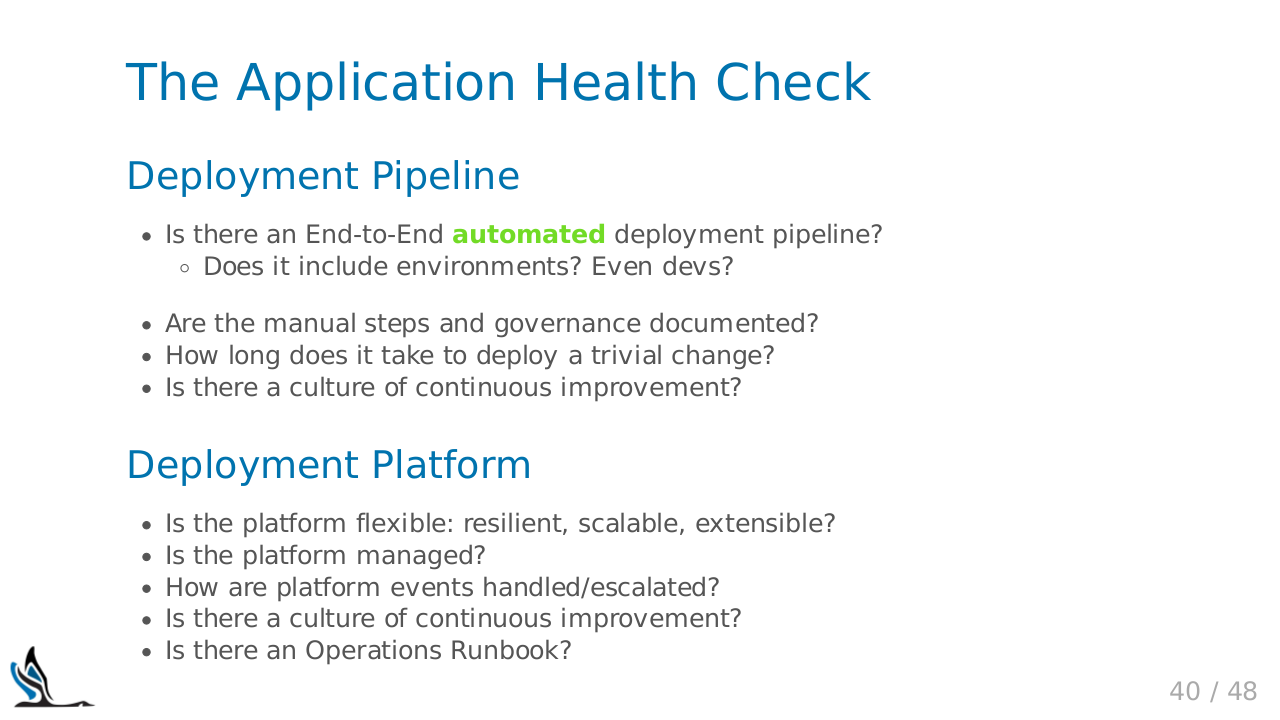 The Application Health Check
Deployment Pipeline
Is there an End-to-End automated deployment pipeline?
Does it include environments? Even devs?
Are the manual steps and governance documented?
How long does it take to deploy a trivial change?
Is there a culture of continuous improvement?
Deployment Platform
Is the platform flexible: resilient, scalable, extensible?
Is the platform managed?
How are platform events handled/escalated?
Is there a culture of continuous improvement?
Is there an Operations Runbook?
40 / 48